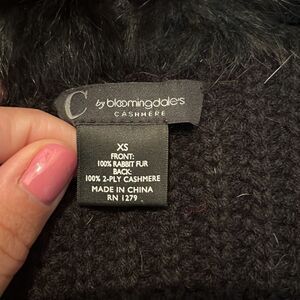 C by bloomingdale's
CASHMERE
XS
FRONT:
100% RABBIT FUR
BACK:
100% 2-PLY CASHMERE
MADE IN CHINA
RN 1279